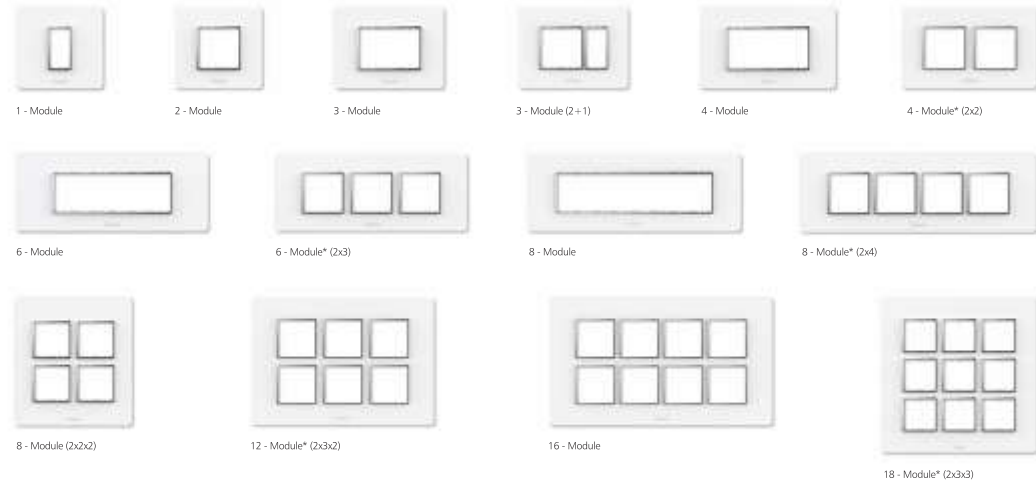 1 - Module
2 - Module
3 - Module
3 - Module (2+1)
4 - Module
4 - Module* (2x2)
6 - Module
6 - Module* (2x3)
8 - Module
8 - Module* (2x4)
8 - Module (2x2x2)
12 - Module* (2x3x2)
16 - Module
18 - Module* (2x3x3)